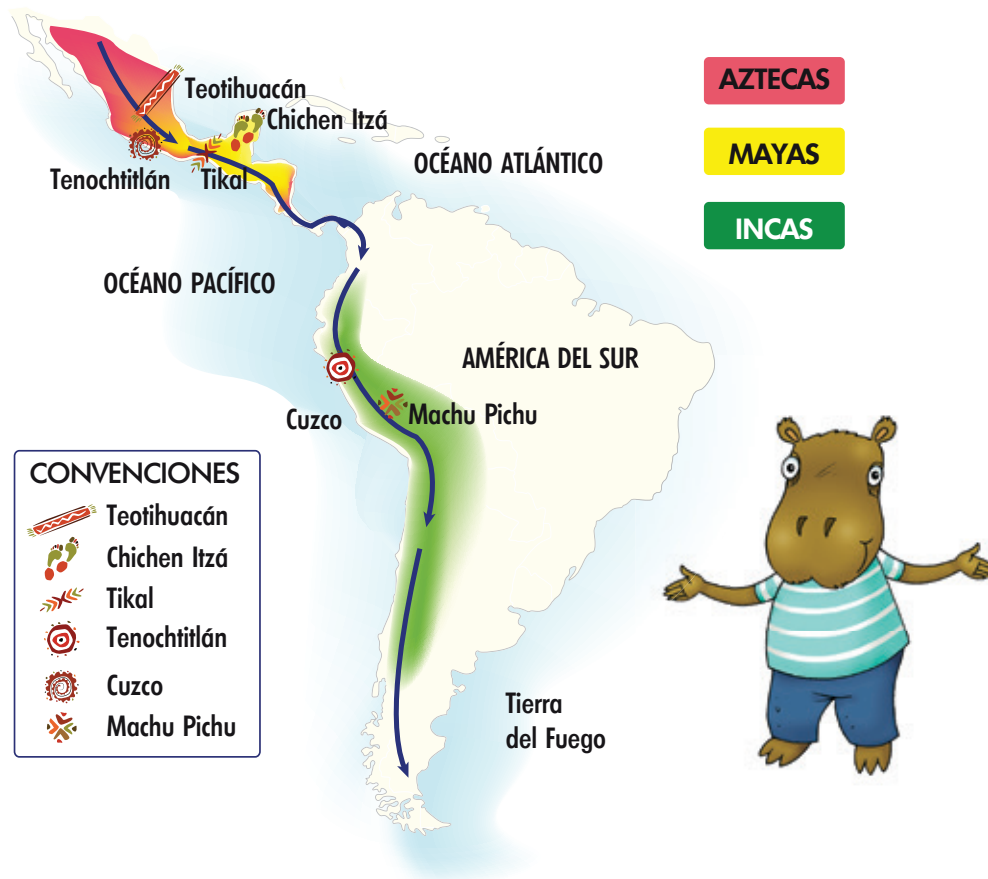 Teotihuacán
Chichen Itzá
Tenochtitlán
Tikal
OCÉANO ATLÁNTICO
OCÉANO PACÍFICO
AMÉRICA DEL SUR
Cuzco
Machu Pichu
Tierra
del Fuego
AZTECAS
MAYAS
INCAS
CONVENCIONES
Teotihuacán
Chichen Itzá
Tikal
Tenochtitlán
Cuzco
Machu Pichu